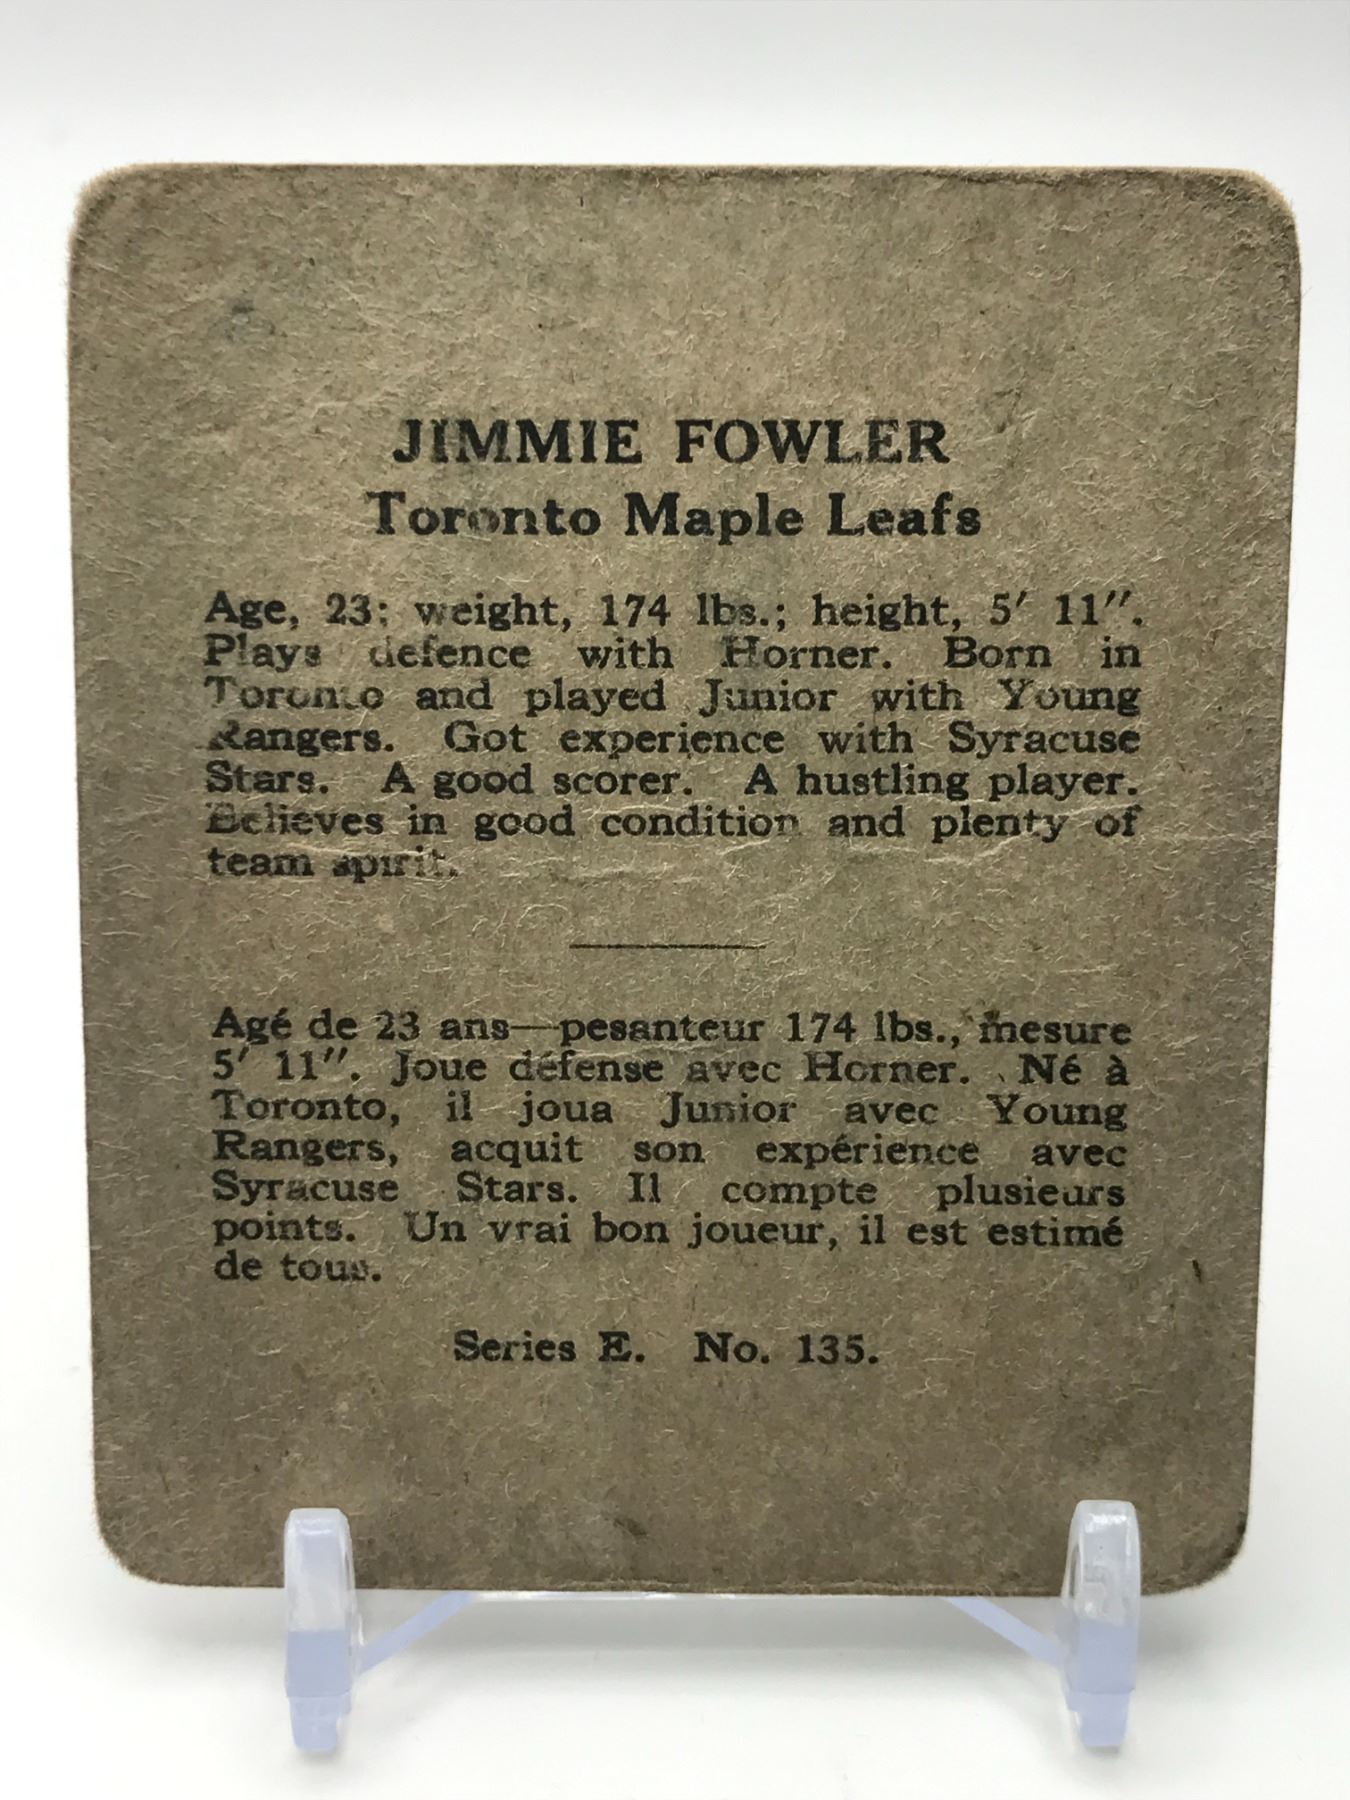 JIMMIE FOWLER
Toronto Maple Leafs
Age, 23; weight, 174 lbs.; height, 5′ 11″.
Plays defence with Horner. Born in
Toronto and played Junior with Young
Rangers. Got experience with Syracuse
Stars. A good scorer. A hustling player.
Believes in good condition and plenty of
team spirit.
Agé de 23 ans—pesanteur 174 lbs., mesure
5′ 11″. Joue défense avec Horner. Né à
Toronto, il joua Junior avec Young
Rangers, acquit son expérience avec
Syracuse Stars. Il compte plusieurs
points. Un vrai bon joueur, il est estimé
de tous.
Series E. No. 135.